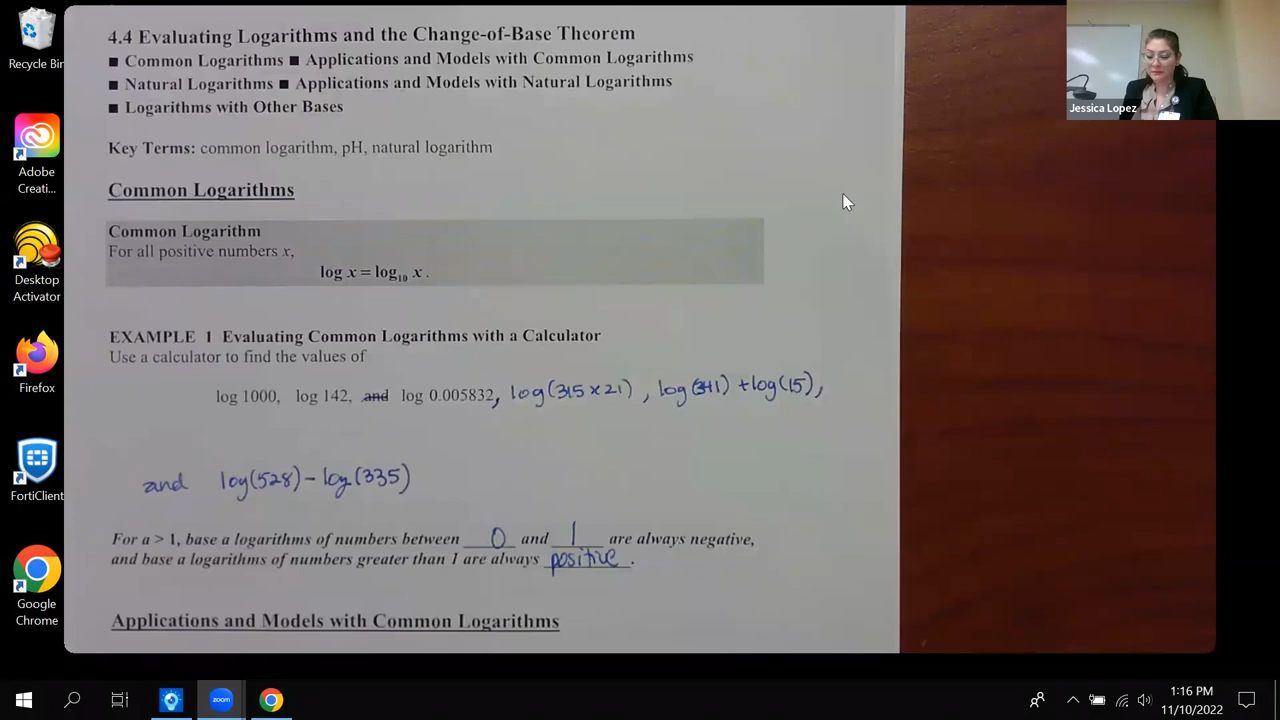 4.4 Evaluating Logarithms and the Change-of-Base Theorem
■ Common Logarithms ■ Applications and Models with Common Logarithms
■ Natural Logarithms ■ Applications and Models with Natural Logarithms
■ Logarithms with Other Bases
Key Terms: common logarithm, pH, natural logarithm
Common Logarithms
Common Logarithm
For all positive numbers x,
log x = log₁₀ x.
EXAMPLE 1 Evaluating Common Logarithms with a Calculator
Use a calculator to find the values of
log 1000, log 142, and log 0.005832, log(315×21), log(341)+log(15),
and log(528)-log(335)
For a > 1, base a logarithms of numbers between 0 and 1 are always negative,
and base a logarithms of numbers greater than 1 are always positive.
Applications and Models with Common Logarithms
Jessica Lopez
Recycle Bin
Adobe
Creati...
Desktop
Activator
Firefox
FortiClient
Google
Chrome
zoom
1:16 PM
11/10/2022